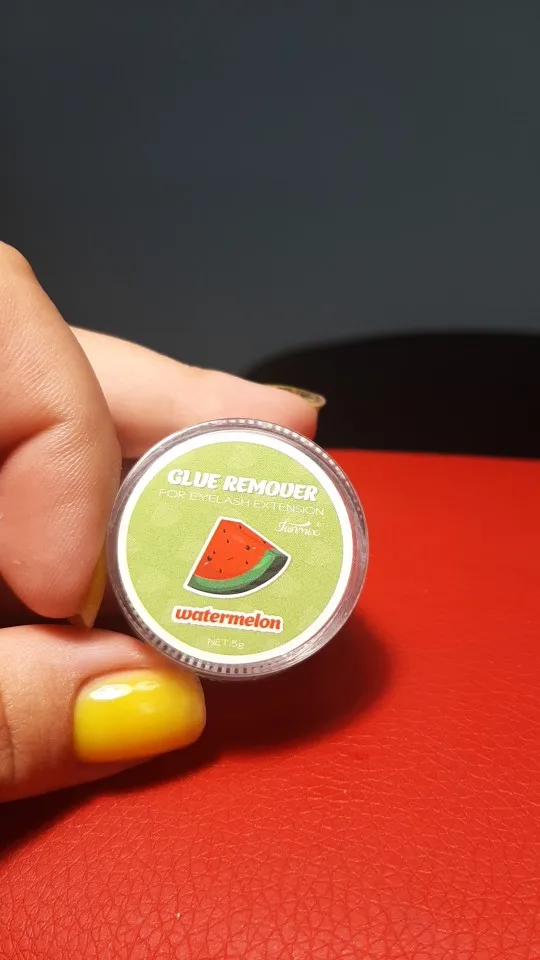 GLUE REMOVER
FOR EYELASH EXTENSION
watermelon
NET 5g